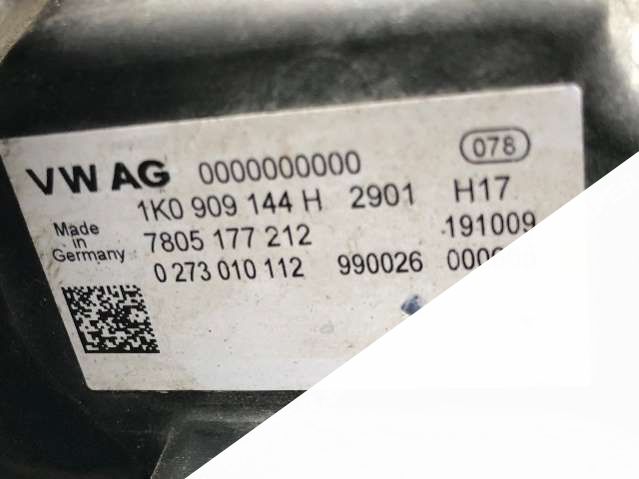 VW AG 0000000000 078
1K0 909 144 H 2901 H17
Made in Germany
7805 177 212 191009
0 273 010 112 990026